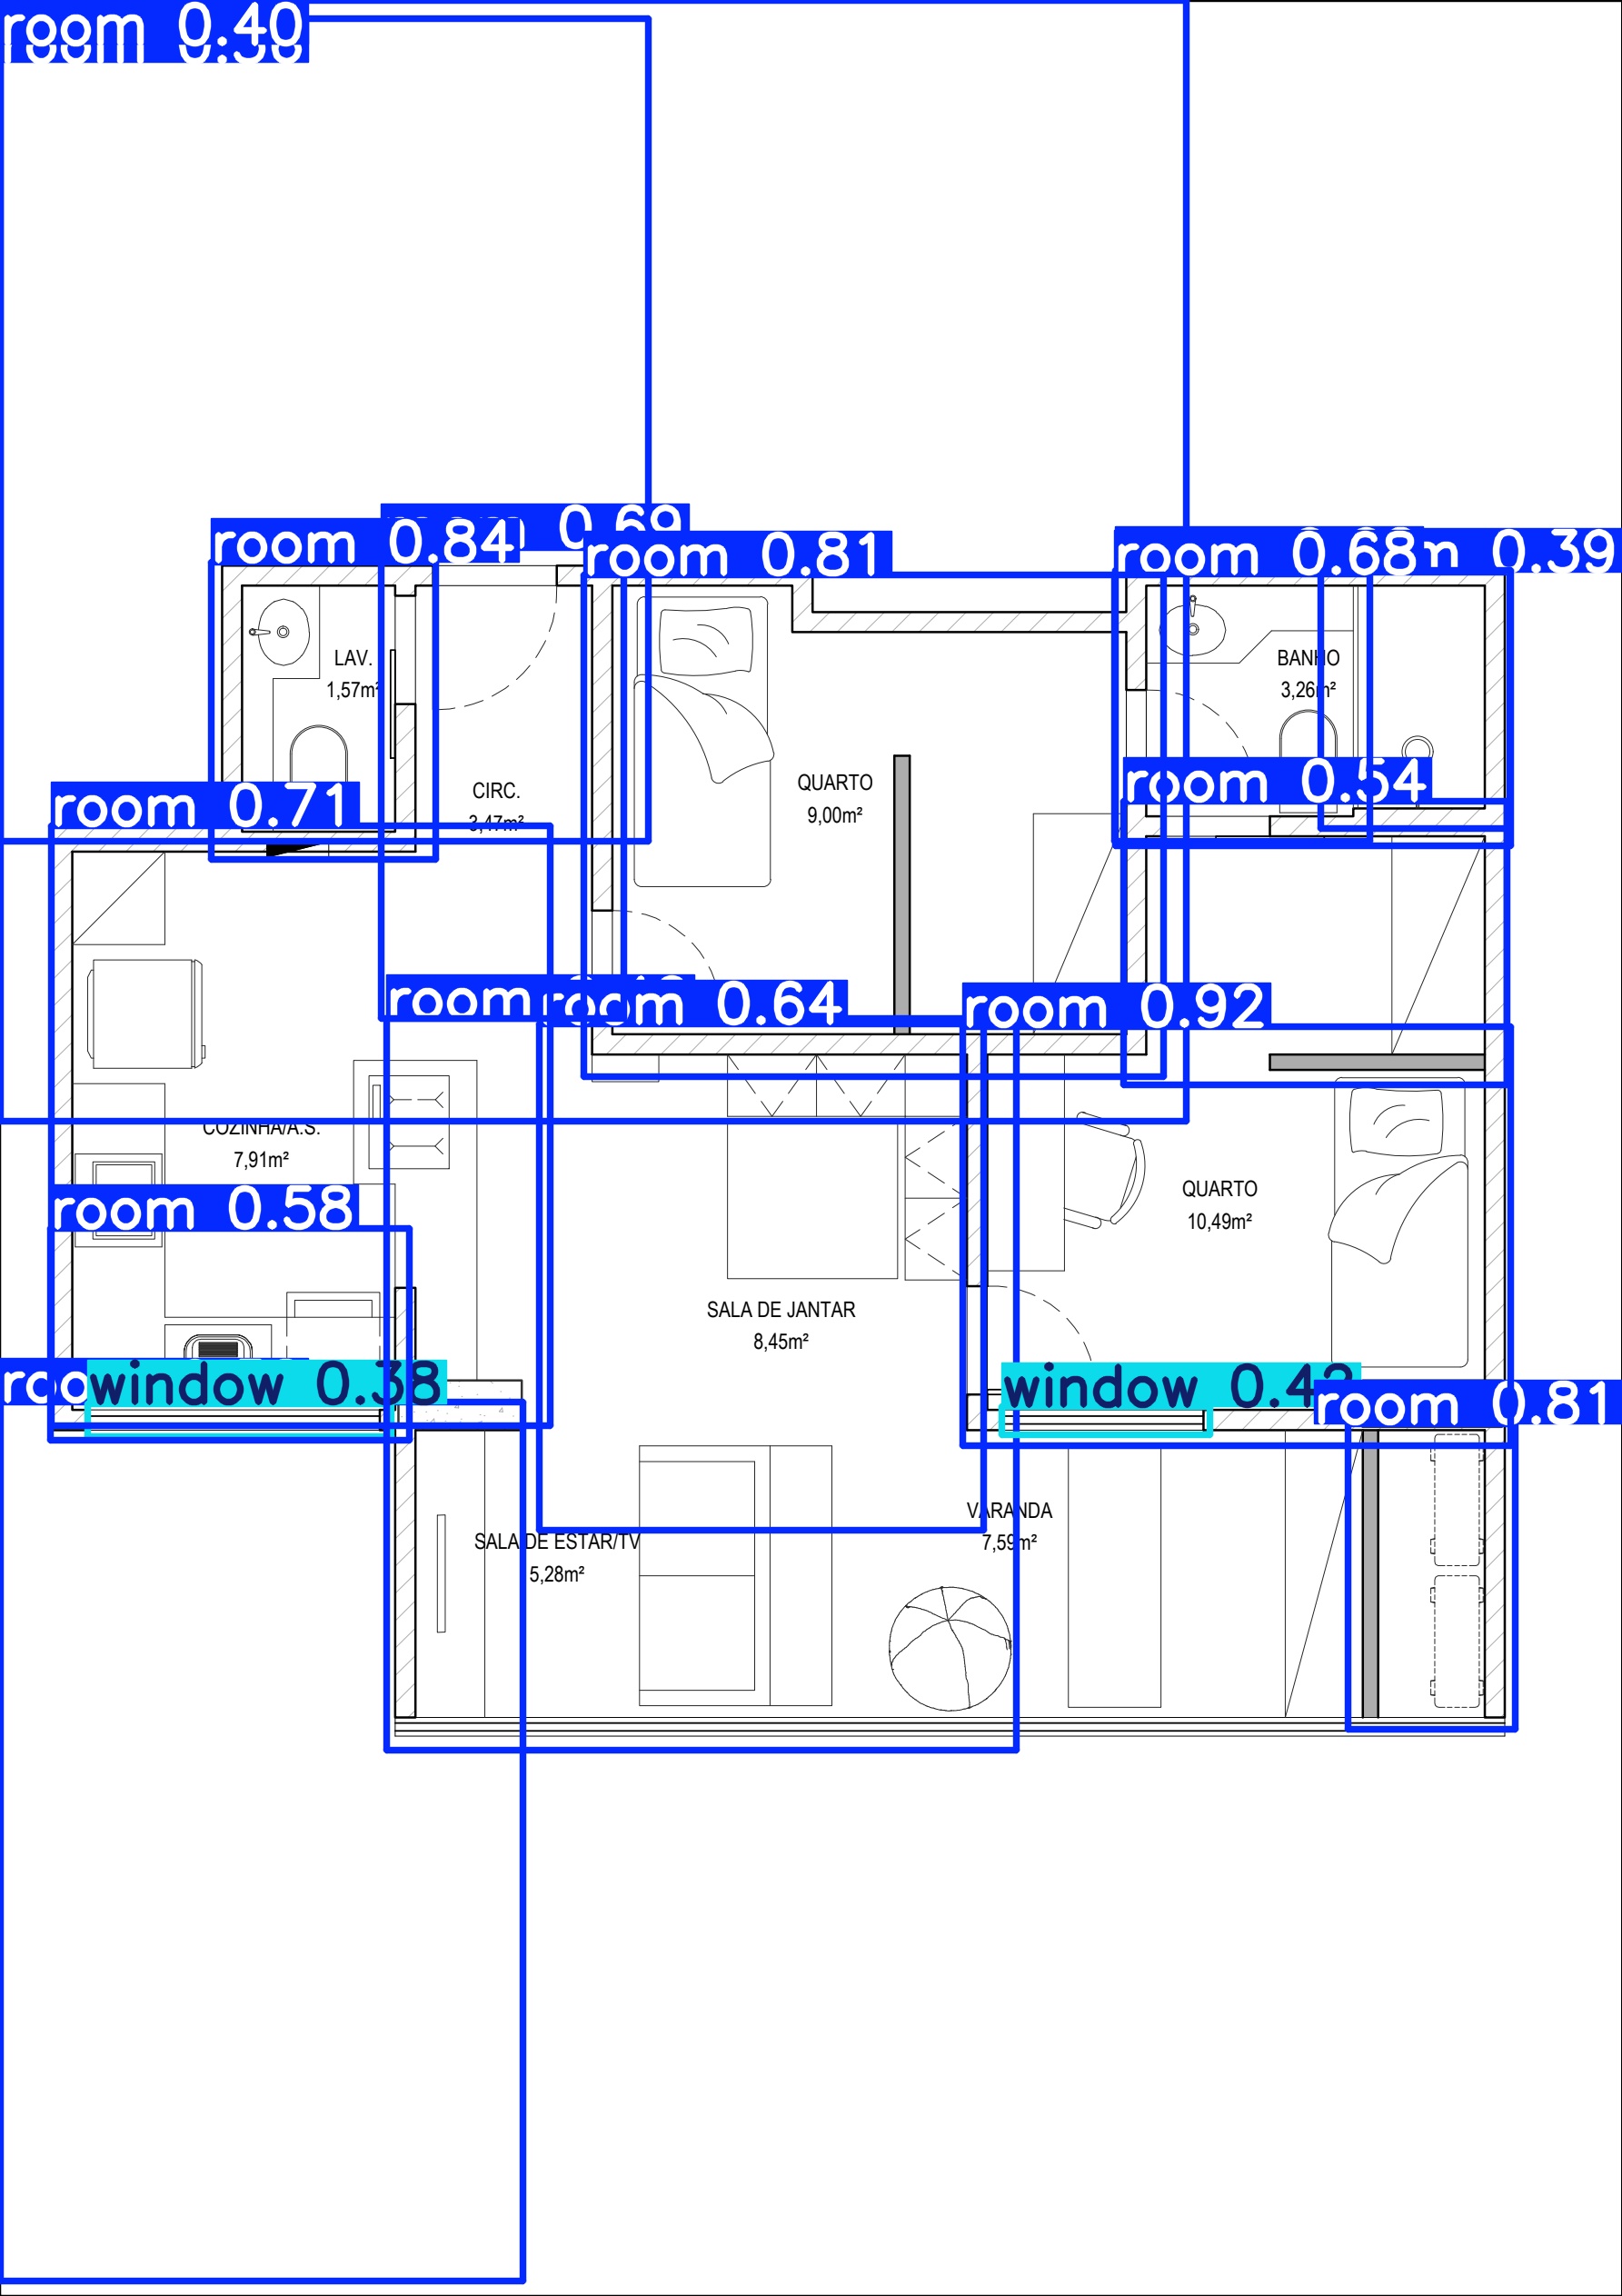 room 0.40
0.69
room 0.84
room 0.81
room 0.68
0.39
LAV.
1,57m²
BANHO
3,26m²
room 0.71
CIRC.
3,47m²
QUARTO
9,00m²
room 0.54
room
room 0.64
room 0.92
COZINHA/A.S.
7,91m²
room 0.58
QUARTO
10,49m²
SALA DE JANTAR
8,45m²
window 0.38
window 0.42
room 0.81
VARANDA
7,59m²
SALA DE ESTAR/TV
5,28m²